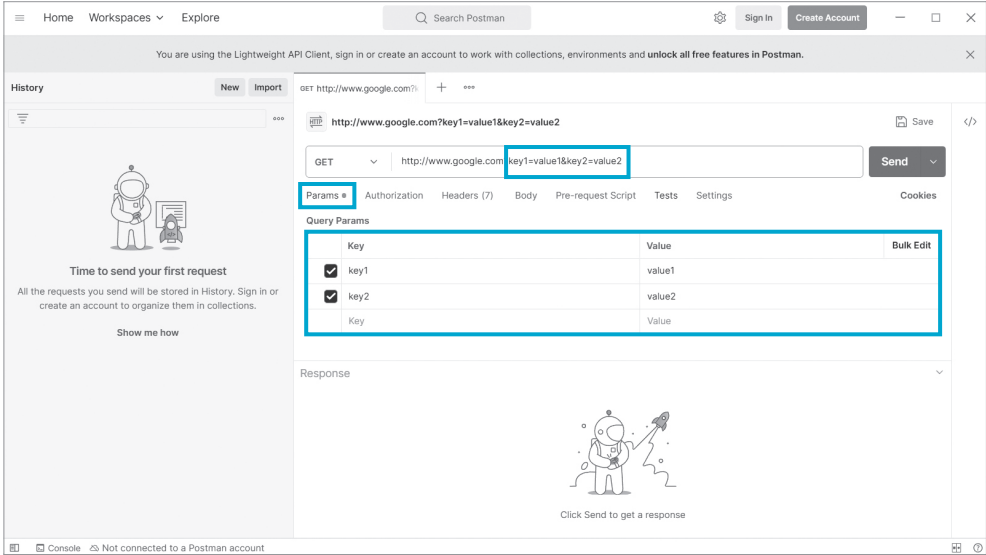 Home Workspaces Explore Search Postman Sign In Create Account
You are using the Lightweight API Client, sign in or create an account to work with collections, environments and unlock all free features in Postman.
History New Import
GET http://www.google.com?k
HTTP http://www.google.com?key1=value1&key2=value2 Save </>
GET http://www.google.com key1=value1&key2=value2 Send
Params Authorization Headers (7) Body Pre-request Script Tests Settings Cookies
Query Params
Key Value Bulk Edit
key1 value1
key2 value2
Key Value
Time to send your first request
All the requests you send will be stored in History. Sign in or
create an account to organize them in collections.
Show me how
Response
Click Send to get a response
Console Not connected to a Postman account